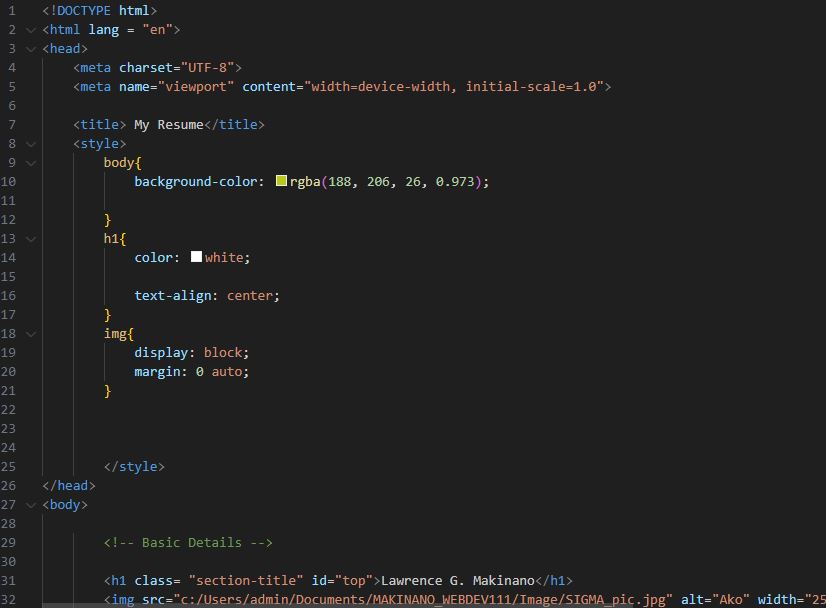 1 <!DOCTYPE html>
2 <html lang = "en">
3 <head>
4 <meta charset="UTF-8">
5 <meta name="viewport" content="width=device-width, initial-scale=1.0">
6
7 <title> My Resume</title>
8 <style>
9 body{
10 background-color: rgba(188, 206, 26, 0.973);
11
12 }
13 h1{
14 color: white;
15
16 text-align: center;
17 }
18 img{
19 display: block;
20 margin: 0 auto;
21 }
22
23
24
25 </style>
26 </head>
27 <body>
28
29 <!-- Basic Details -->
30
31 <h1 class= "section-title" id="top">Lawrence G. Makinano</h1>
32 <img src="c:/Users/admin/Documents/MAKINANO_WEBDEV111/Image/SIGMA_pic.jpg" alt="Ako" width="25